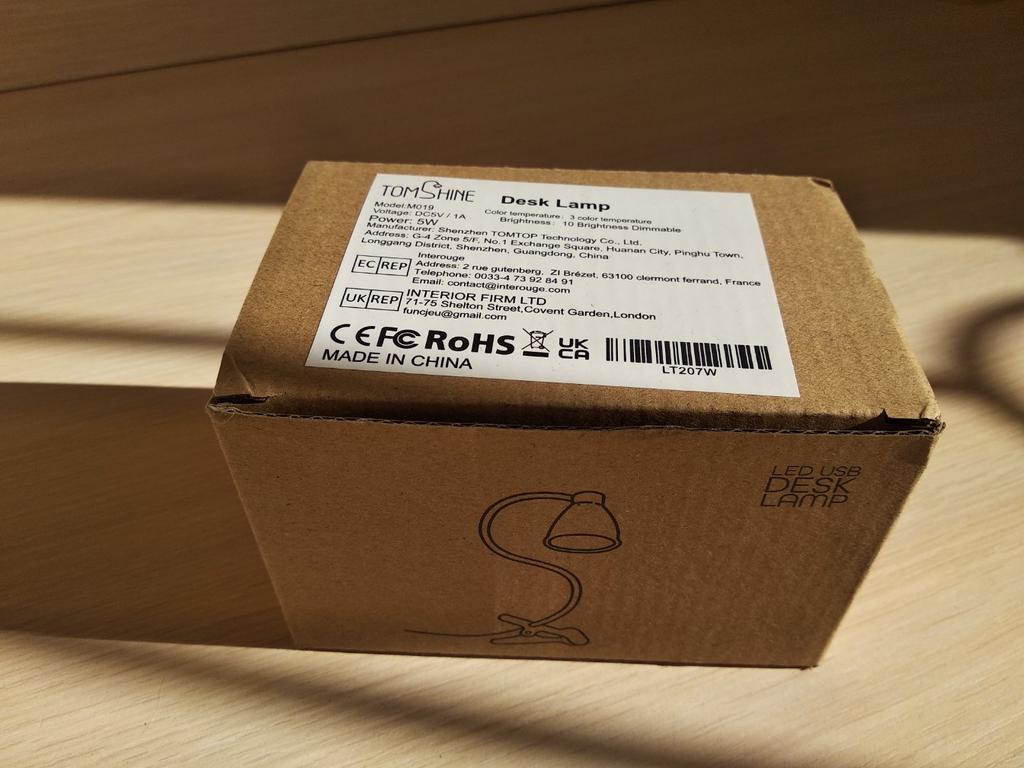 TOMSHINE Desk Lamp
Model:M019
Color temperature: 3 color temperature
Voltage: DC5V / 1A
Brightness: 10 Brightness Dimmable
Power: 5W
Manufacturer: Shenzhen TOMTOP Technology Co., Ltd.
Address: G-4 Zone 5/F, No.1 Exchange Square, Huanan City, Pinghu Town,
Longgang District, Shenzhen, Guangdong, China
EC REP
Interouge
Address: 2 rue gutenberg, ZI Brézet, 63100 clermont ferrand, France
Telephone: 0033-4 73 92 84 91
Email: contact@interouge.com
UK REP
INTERIOR FIRM LTD
71-75 Shelton Street,Covent Garden,London
funcjeu@gmail.com
CE FC RoHS UK
CA
MADE IN CHINA
LT207W
LED USB
DESK
LAMP